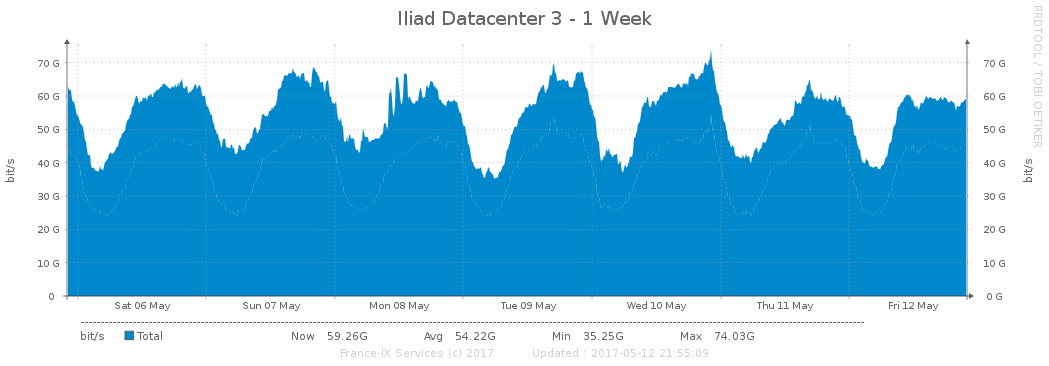 Iliad Datacenter 3 - 1 Week
RRDTOOL / TOBI OETIKER
bit/s
70 G
60 G
50 G
40 G
30 G
20 G
10 G
0
70 G
60 G
50 G
40 G
30 G
20 G
10 G
0 G
bit/s
Sat 06 May Sun 07 May Mon 08 May Tue 09 May Wed 10 May Thu 11 May Fri 12 May
bit/s Total Now 59.26G Avg 54.22G Min 35.25G Max 74.03G
France-IX Services (c) 2017 Updated : 2017-05-12 21:55:09